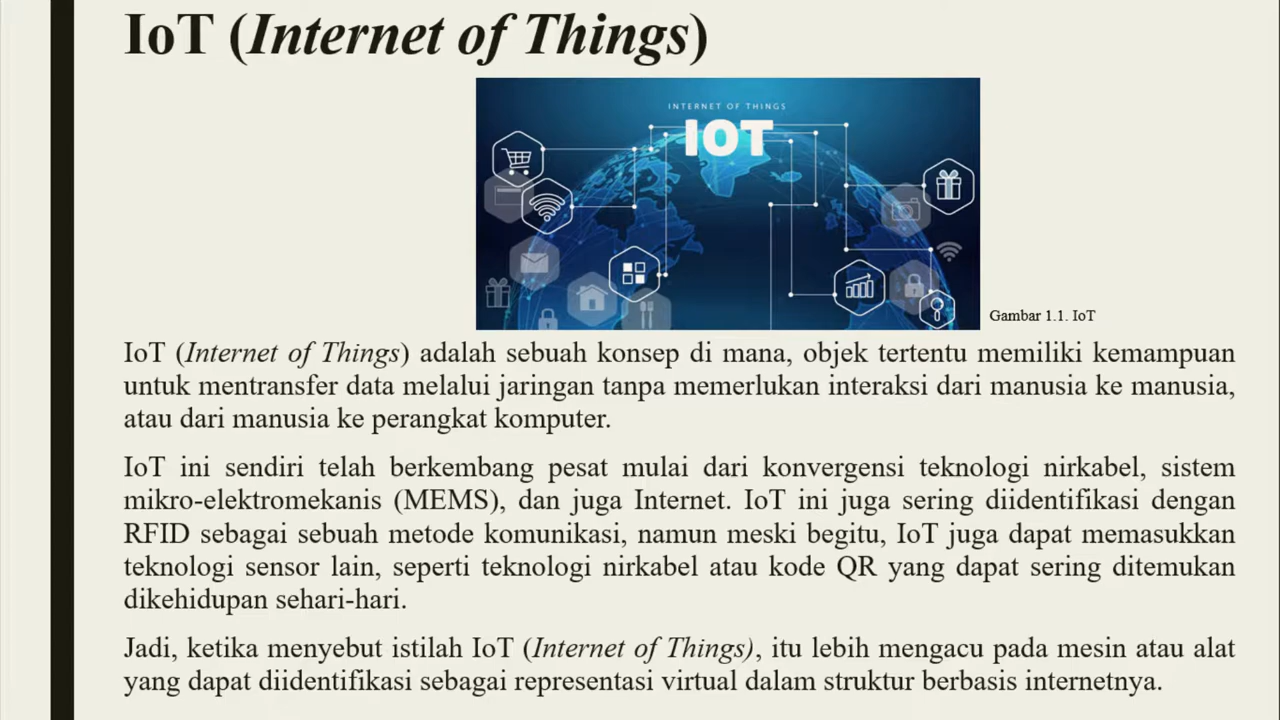 IoT (Internet of Things)
INTERNET OF THINGS
IOT
Gambar 1.1. IoT
IoT (Internet of Things) adalah sebuah konsep di mana, objek tertentu memiliki kemampuan
untuk mentransfer data melalui jaringan tanpa memerlukan interaksi dari manusia ke manusia,
atau dari manusia ke perangkat komputer.
IoT ini sendiri telah berkembang pesat mulai dari konvergensi teknologi nirkabel, sistem
mikro-elektromekanis (MEMS), dan juga Internet. IoT ini juga sering diidentifikasi dengan
RFID sebagai sebuah metode komunikasi, namun meski begitu, IoT juga dapat memasukkan
teknologi sensor lain, seperti teknologi nirkabel atau kode QR yang dapat sering ditemukan
dikehidupan sehari-hari.
Jadi, ketika menyebut istilah IoT (Internet of Things), itu lebih mengacu pada mesin atau alat
yang dapat diidentifikasi sebagai representasi virtual dalam struktur berbasis internetnya.